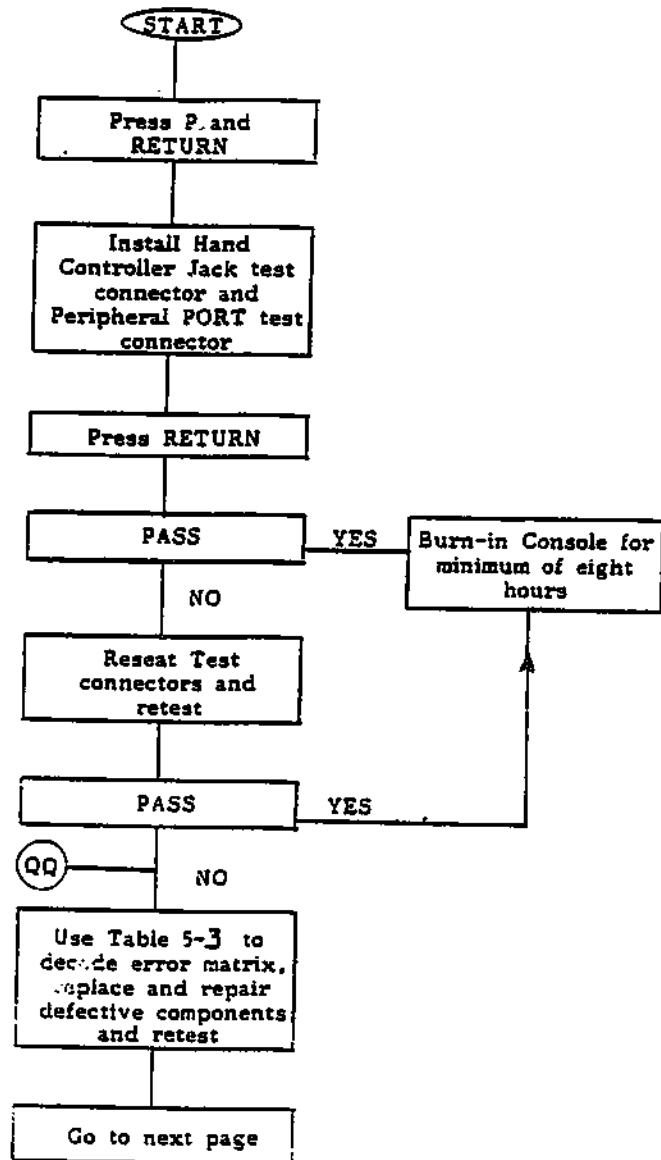 START
Press P and
RETURN
Install Hand
Controller Jack test
connector and
Peripheral PORT test
connector
Press RETURN
PASS
YES
Burn-in Console for
minimum of eight
hours
NO
Reseat Test
connectors and
retest
PASS
YES
QQ
NO
Use Table 5-3 to
decode error matrix,
replace and repair
defective components
and retest
Go to next page